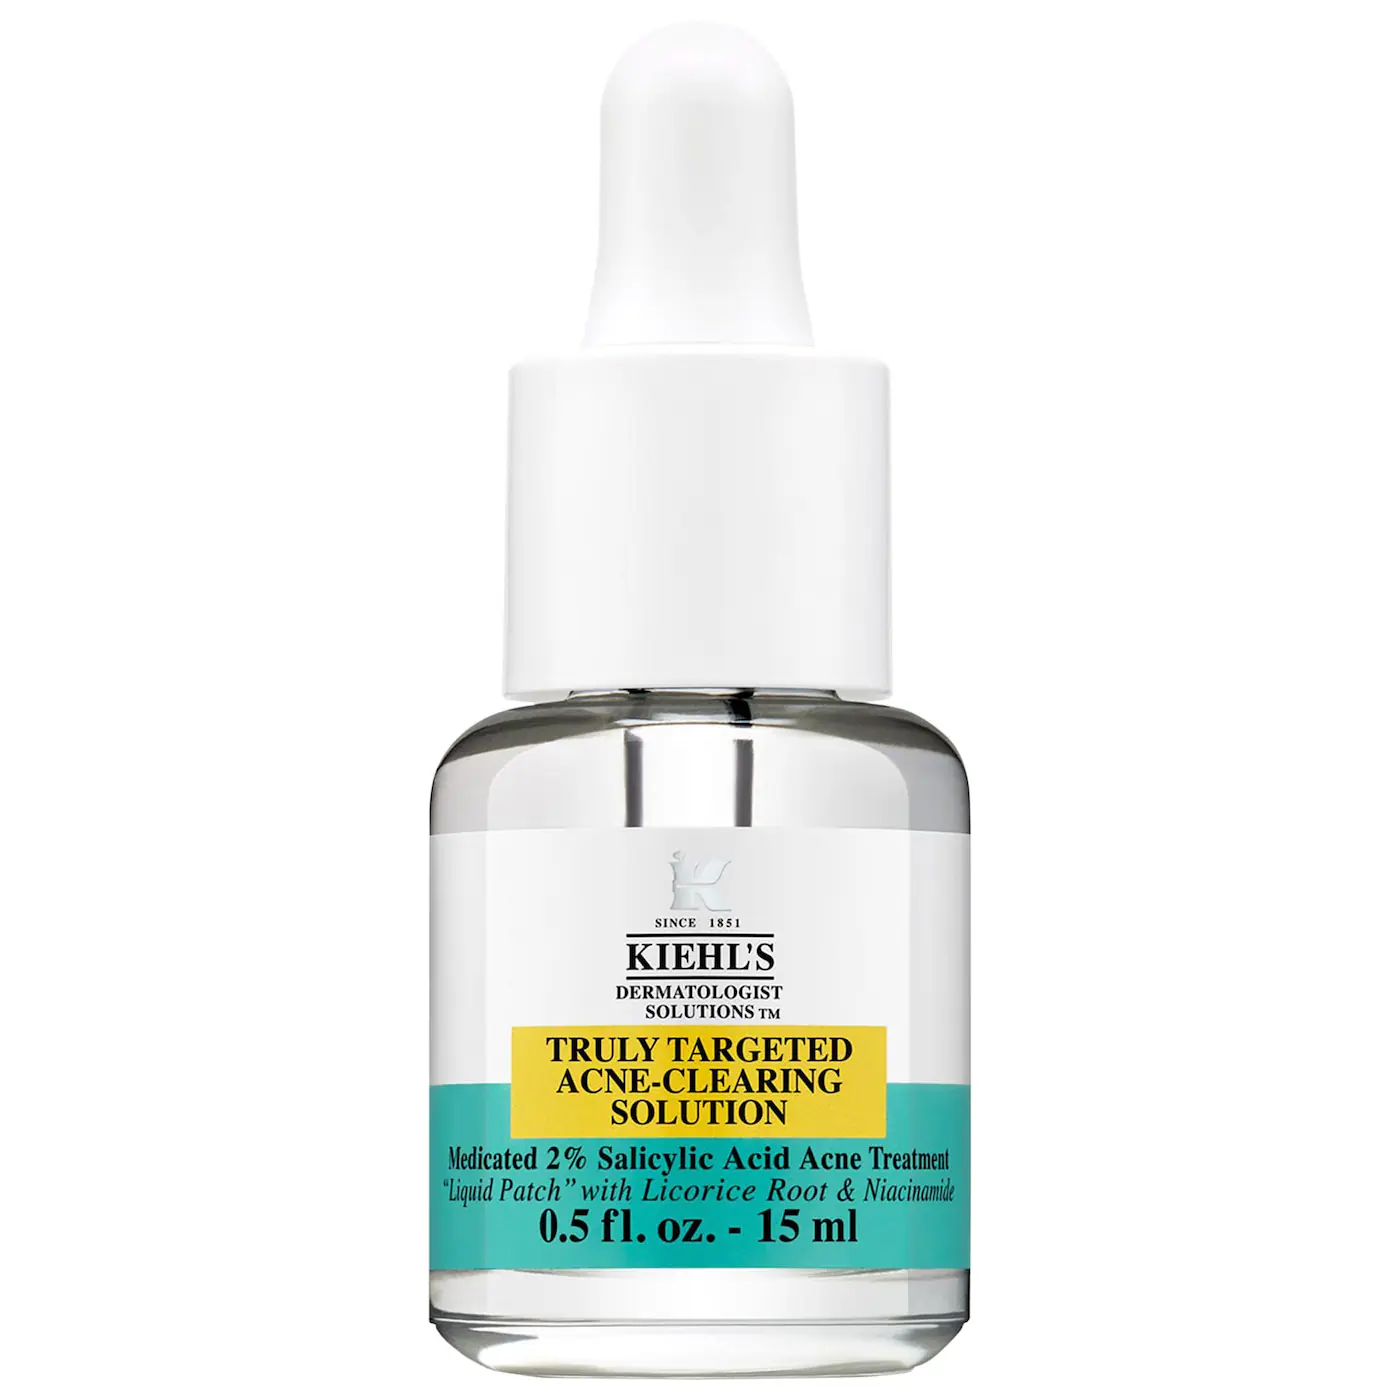 SINCE 1851
KIEHL'S
DERMATOLOGIST
SOLUTIONS TM
TRULY TARGETED
ACNE-CLEARING
SOLUTION
Medicated 2% Salicylic Acid Acne Treatment
“Liquid Patch” with Licorice Root & Niacinamide
0.5 fl. oz. - 15 ml